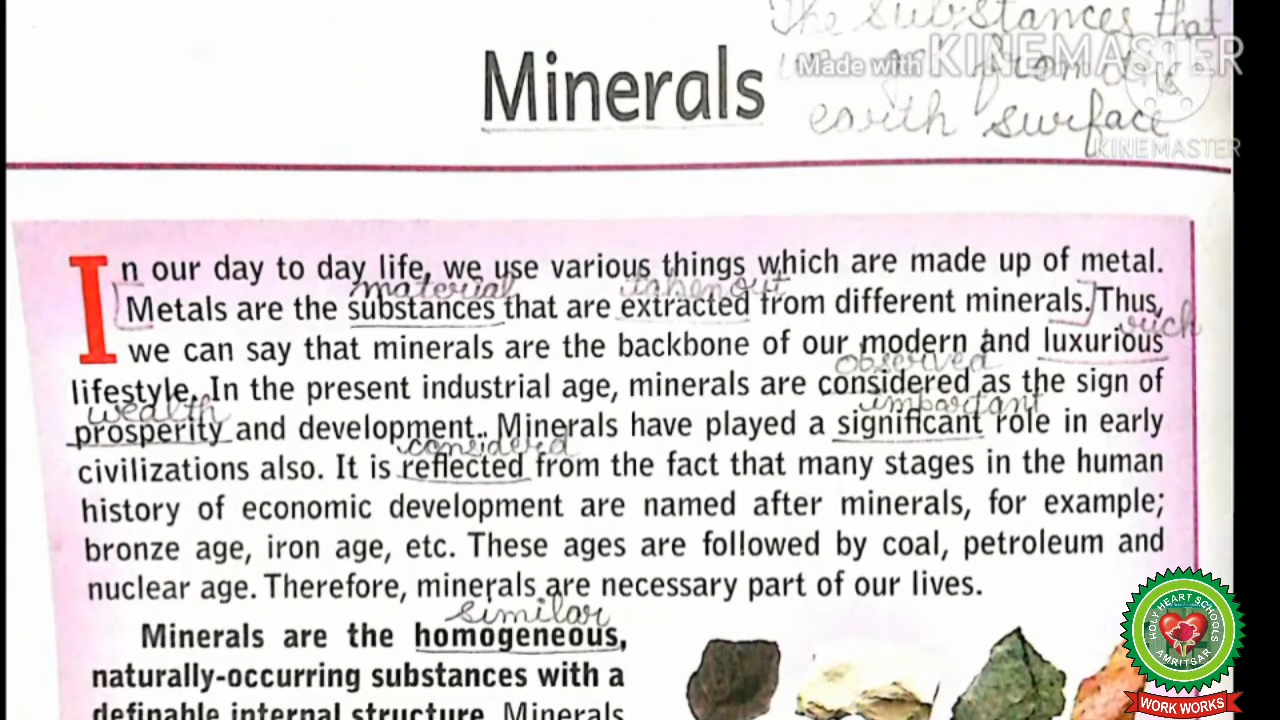 The substances that
Made with KINEMASTER
from the
earth surface
KINEMASTER
Minerals
In our day to day life, we use various things which are made up of metal.
material taken out
Metals are the substances that are extracted from different minerals. Thus,
rich
we can say that minerals are the backbone of our modern and luxurious
observed
lifestyle. In the present industrial age, minerals are considered as the sign of
wealth important
prosperity and development. Minerals have played a significant role in early
considered
civilizations also. It is reflected from the fact that many stages in the human
history of economic development are named after minerals, for example;
bronze age, iron age, etc. These ages are followed by coal, petroleum and
nuclear age. Therefore, minerals are necessary part of our lives.
similar
Minerals are the homogeneous,
naturally-occurring substances with a
definable internal structure. Minerals
HOLY HEART SCHOOLS
AMRITSAR
WORK WORKS